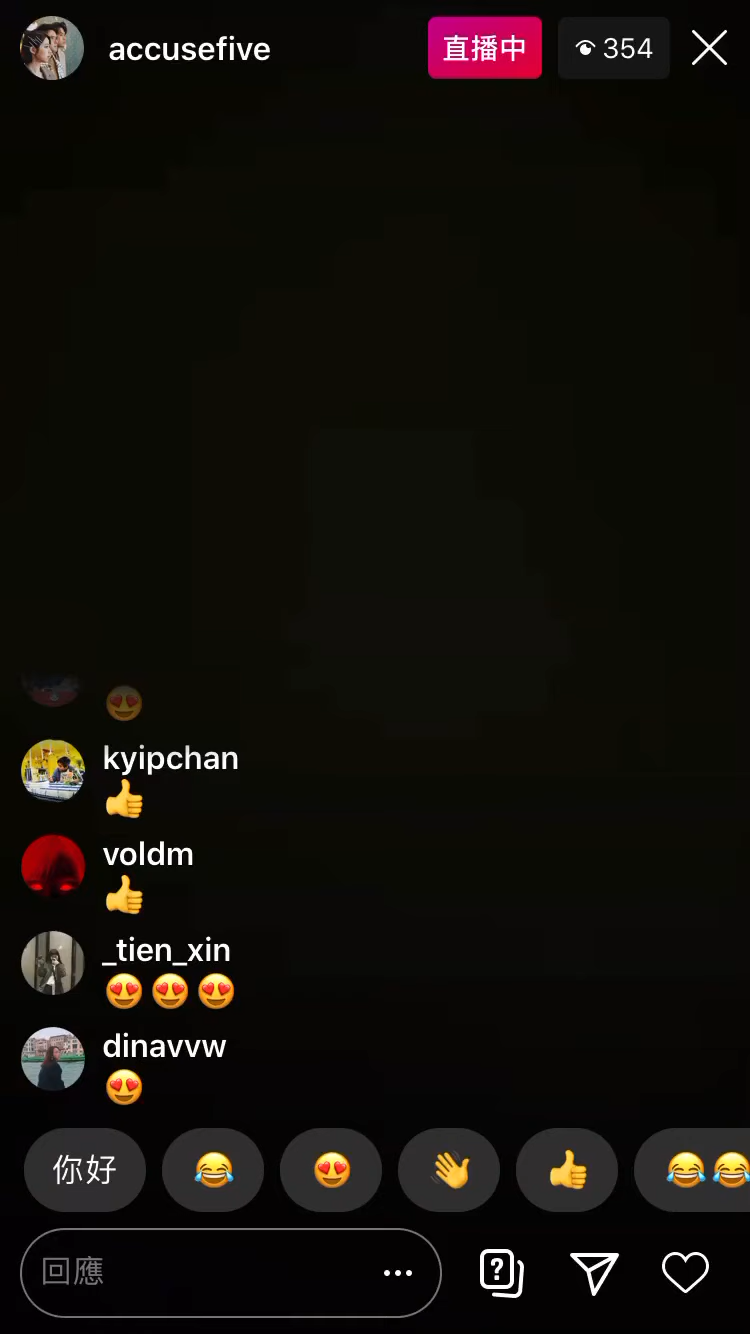 accusefive
直播中
354
kyipchan
👍
voldm
👍
_tien_xin
😍😍😍
dinavvw
😍
你好
回應